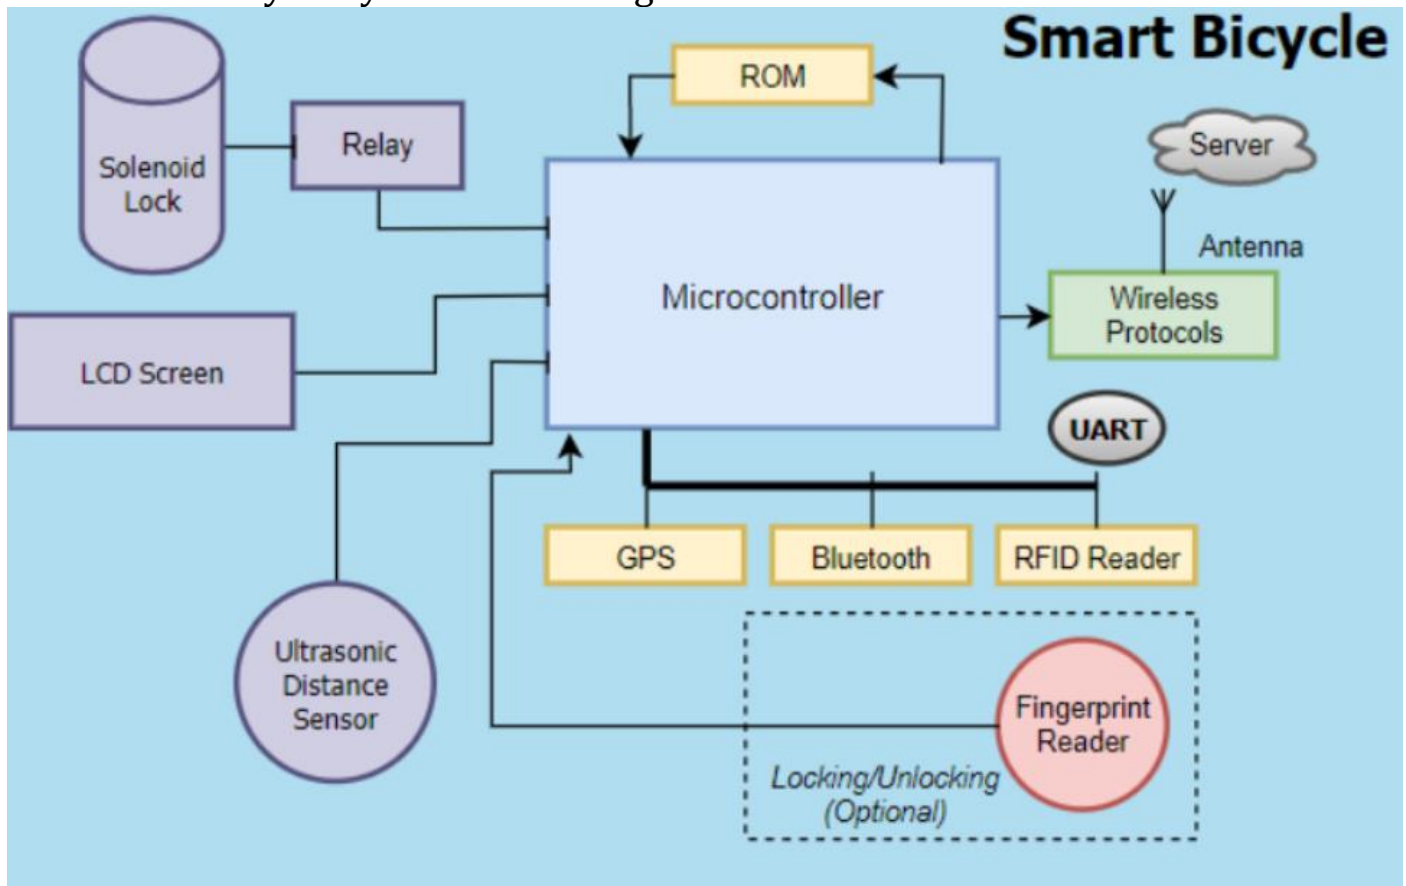 Smart Bicycle
ROM
Server
Relay
Solenoid
Lock
Antenna
Microcontroller
Wireless
Protocols
LCD Screen
UART
GPS
Bluetooth
RFID Reader
Ultrasonic
Distance
Sensor
Fingerprint
Reader
Locking/Unlocking
(Optional)